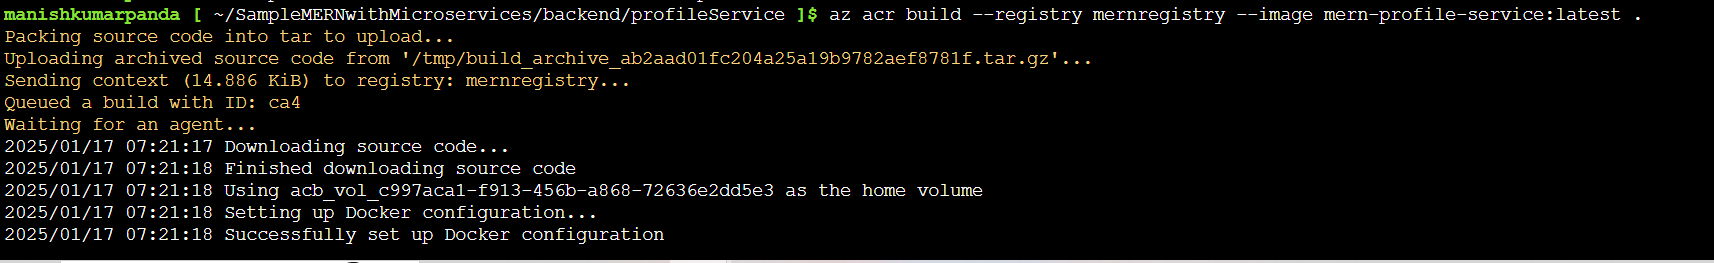 manishkumarpanda [ ~/SampleMERNwithMicroservices/backend/profileService ]$ az acr build --registry mernregistry --image mern-profile-service:latest .
Packing source code into tar to upload...
Uploading archived source code from '/tmp/build_archive_ab2aad01fc204a25a19b9782aef8781f.tar.gz'...
Sending context (14.886 KiB) to registry: mernregistry...
Queued a build with ID: ca4
Waiting for an agent...
2025/01/17 07:21:17 Downloading source code...
2025/01/17 07:21:18 Finished downloading source code
2025/01/17 07:21:18 Using acb_vol_c997aca1-f913-456b-a868-72636e2dd5e3 as the home volume
2025/01/17 07:21:18 Setting up Docker configuration...
2025/01/17 07:21:18 Successfully set up Docker configuration